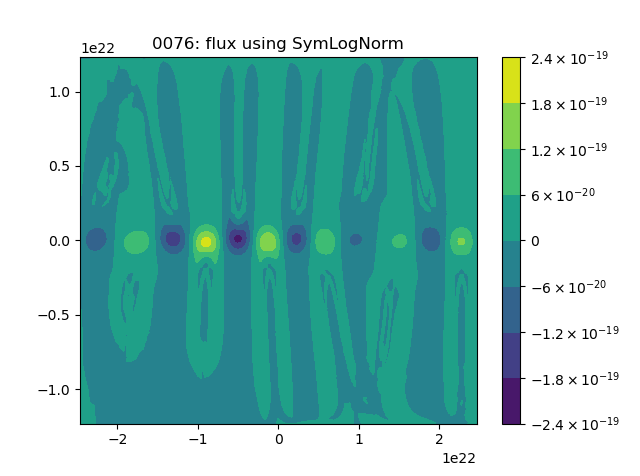 0076: flux using SymLogNorm
1e22
1.0
0.5
0.0
−0.5
−1.0
−2
−1
0
1
2
1e22
2.4 × 10⁻¹⁹
1.8 × 10⁻¹⁹
1.2 × 10⁻¹⁹
6 × 10⁻²⁰
0
−6 × 10⁻²⁰
−1.2 × 10⁻¹⁹
−1.8 × 10⁻¹⁹
−2.4 × 10⁻¹⁹